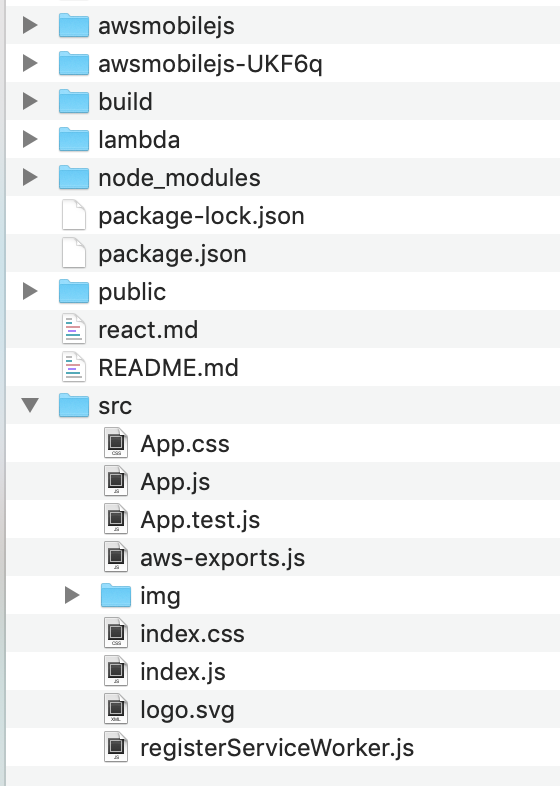 awsmobilejs
awsmobilejs-UKF6q
build
lambda
node_modules
package-lock.json
package.json
public
react.md
README.md
src
App.css
App.js
App.test.js
aws-exports.js
img
index.css
index.js
logo.svg
registerServiceWorker.js